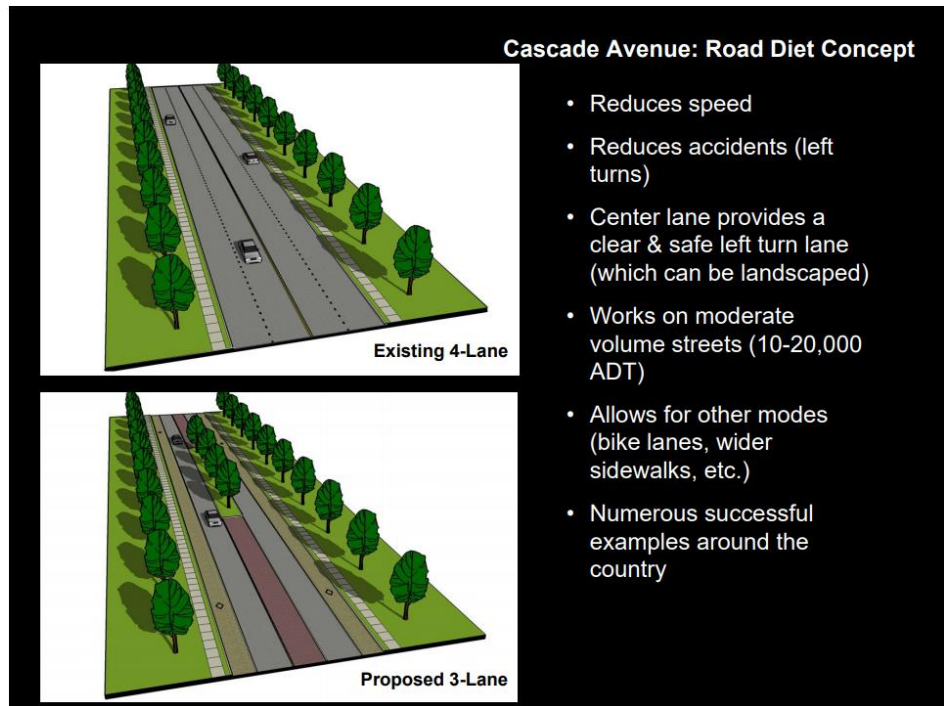 Cascade Avenue: Road Diet Concept
Existing 4-Lane
Proposed 3-Lane
• Reduces speed
• Reduces accidents (left
turns)
• Center lane provides a
clear & safe left turn lane
(which can be landscaped)
• Works on moderate
volume streets (10-20,000
ADT)
• Allows for other modes
(bike lanes, wider
sidewalks, etc.)
• Numerous successful
examples around the
country